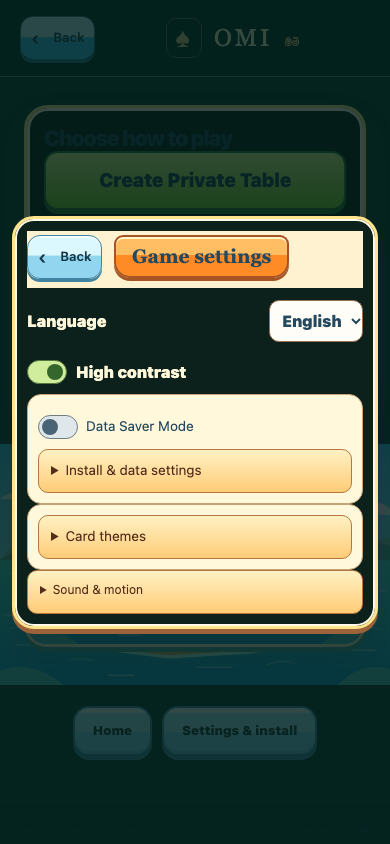 Back
OMI ඔමි
Choose how to play
Create Private Table
Back
Game settings
Language
English
High contrast
Data Saver Mode
Install & data settings
Card themes
Sound & motion
Home
Settings & install